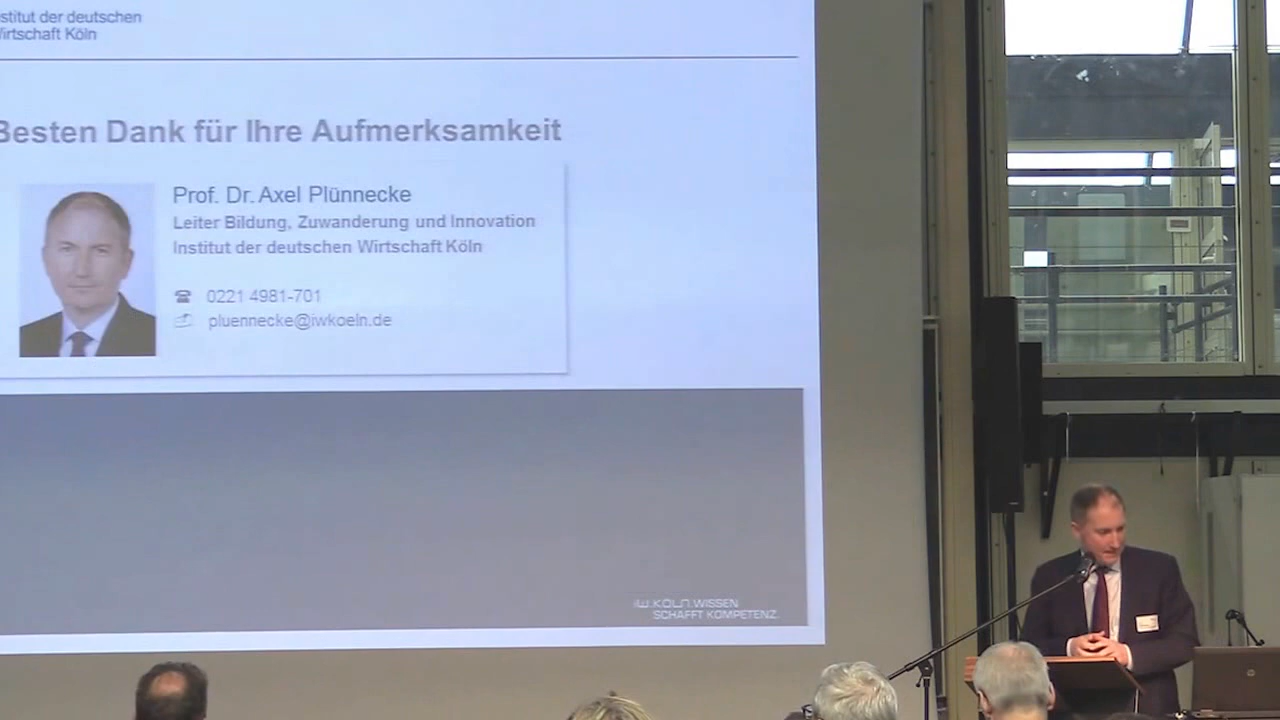 stitut der deutschen
Wirtschaft Köln
Besten Dank für Ihre Aufmerksamkeit
Prof. Dr. Axel Plünnecke
Leiter Bildung, Zuwanderung und Innovation
Institut der deutschen Wirtschaft Köln
0221 4981-701
pluennecke@iwkoeln.de
iW.KÖLN.WISSEN
SCHAFFT KOMPETENZ.